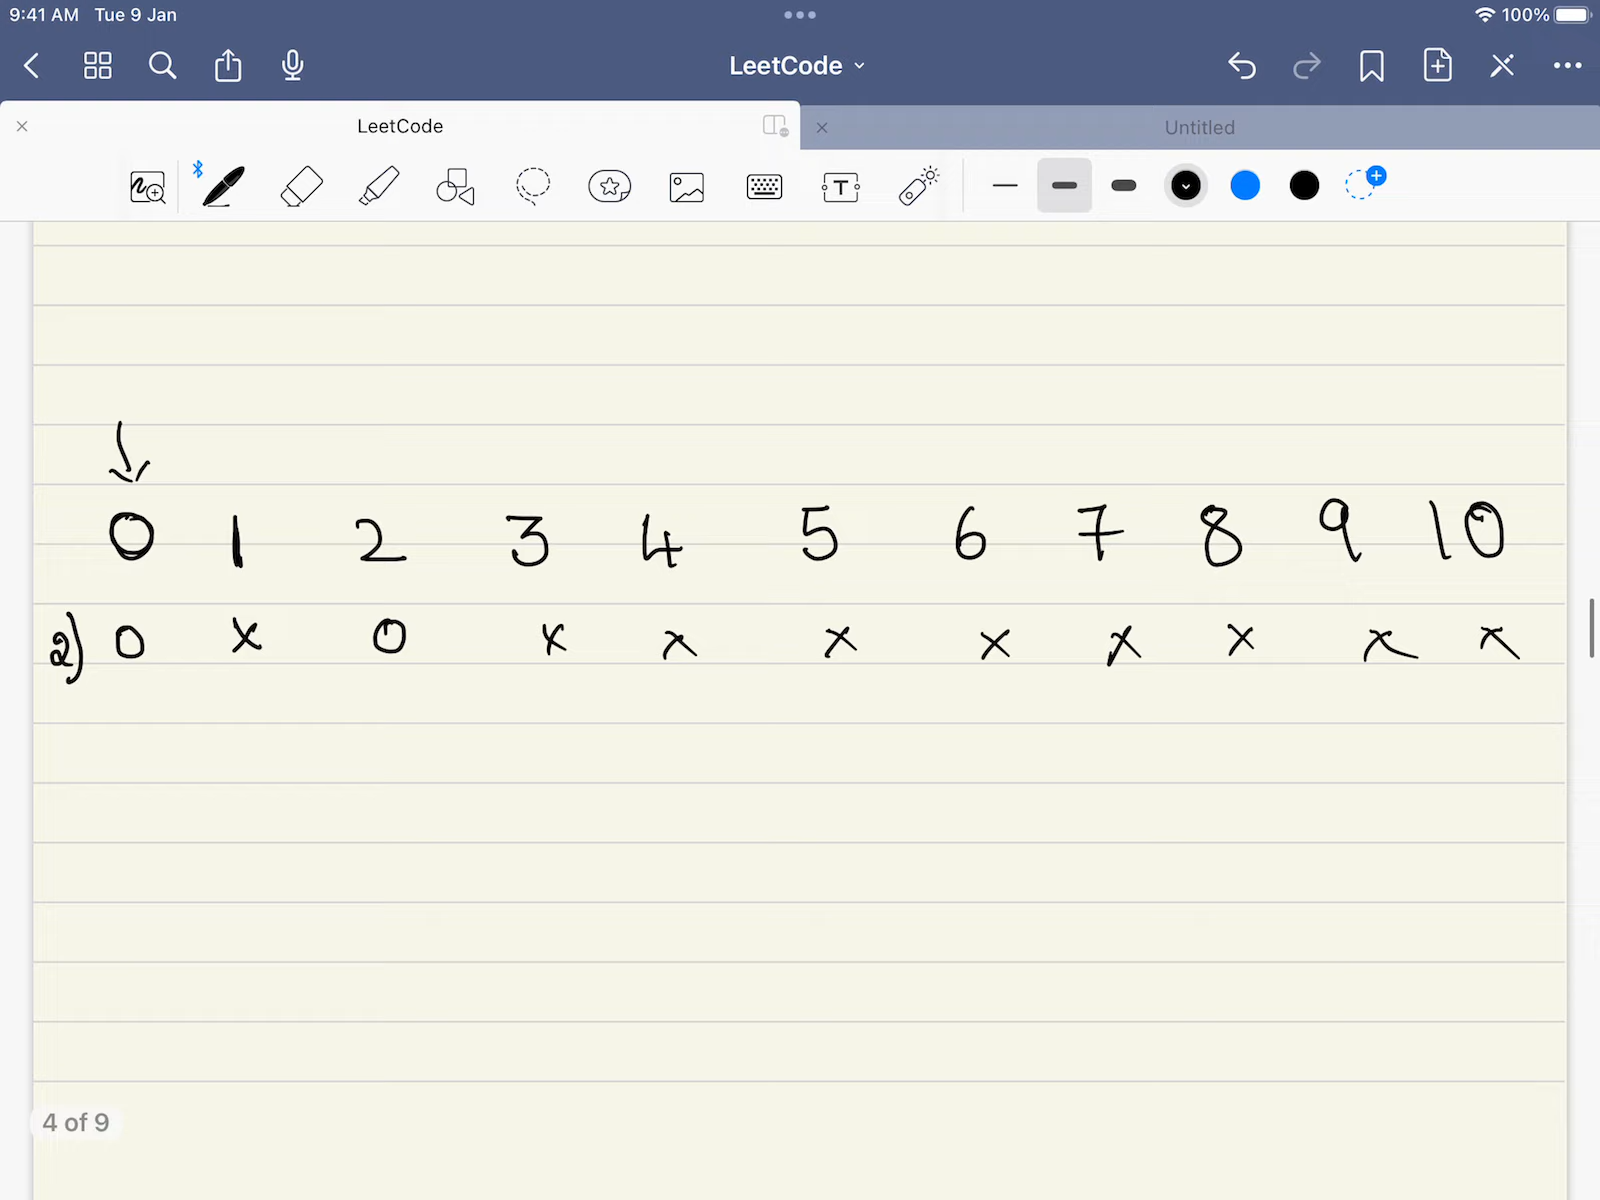 9:41 AM Tue 9 Jan 100%
LeetCode
LeetCode Untitled
T
0 1 2 3 4 5 6 7 8 9 10
2) 0 x 0 x x x x x x x x
4 of 9